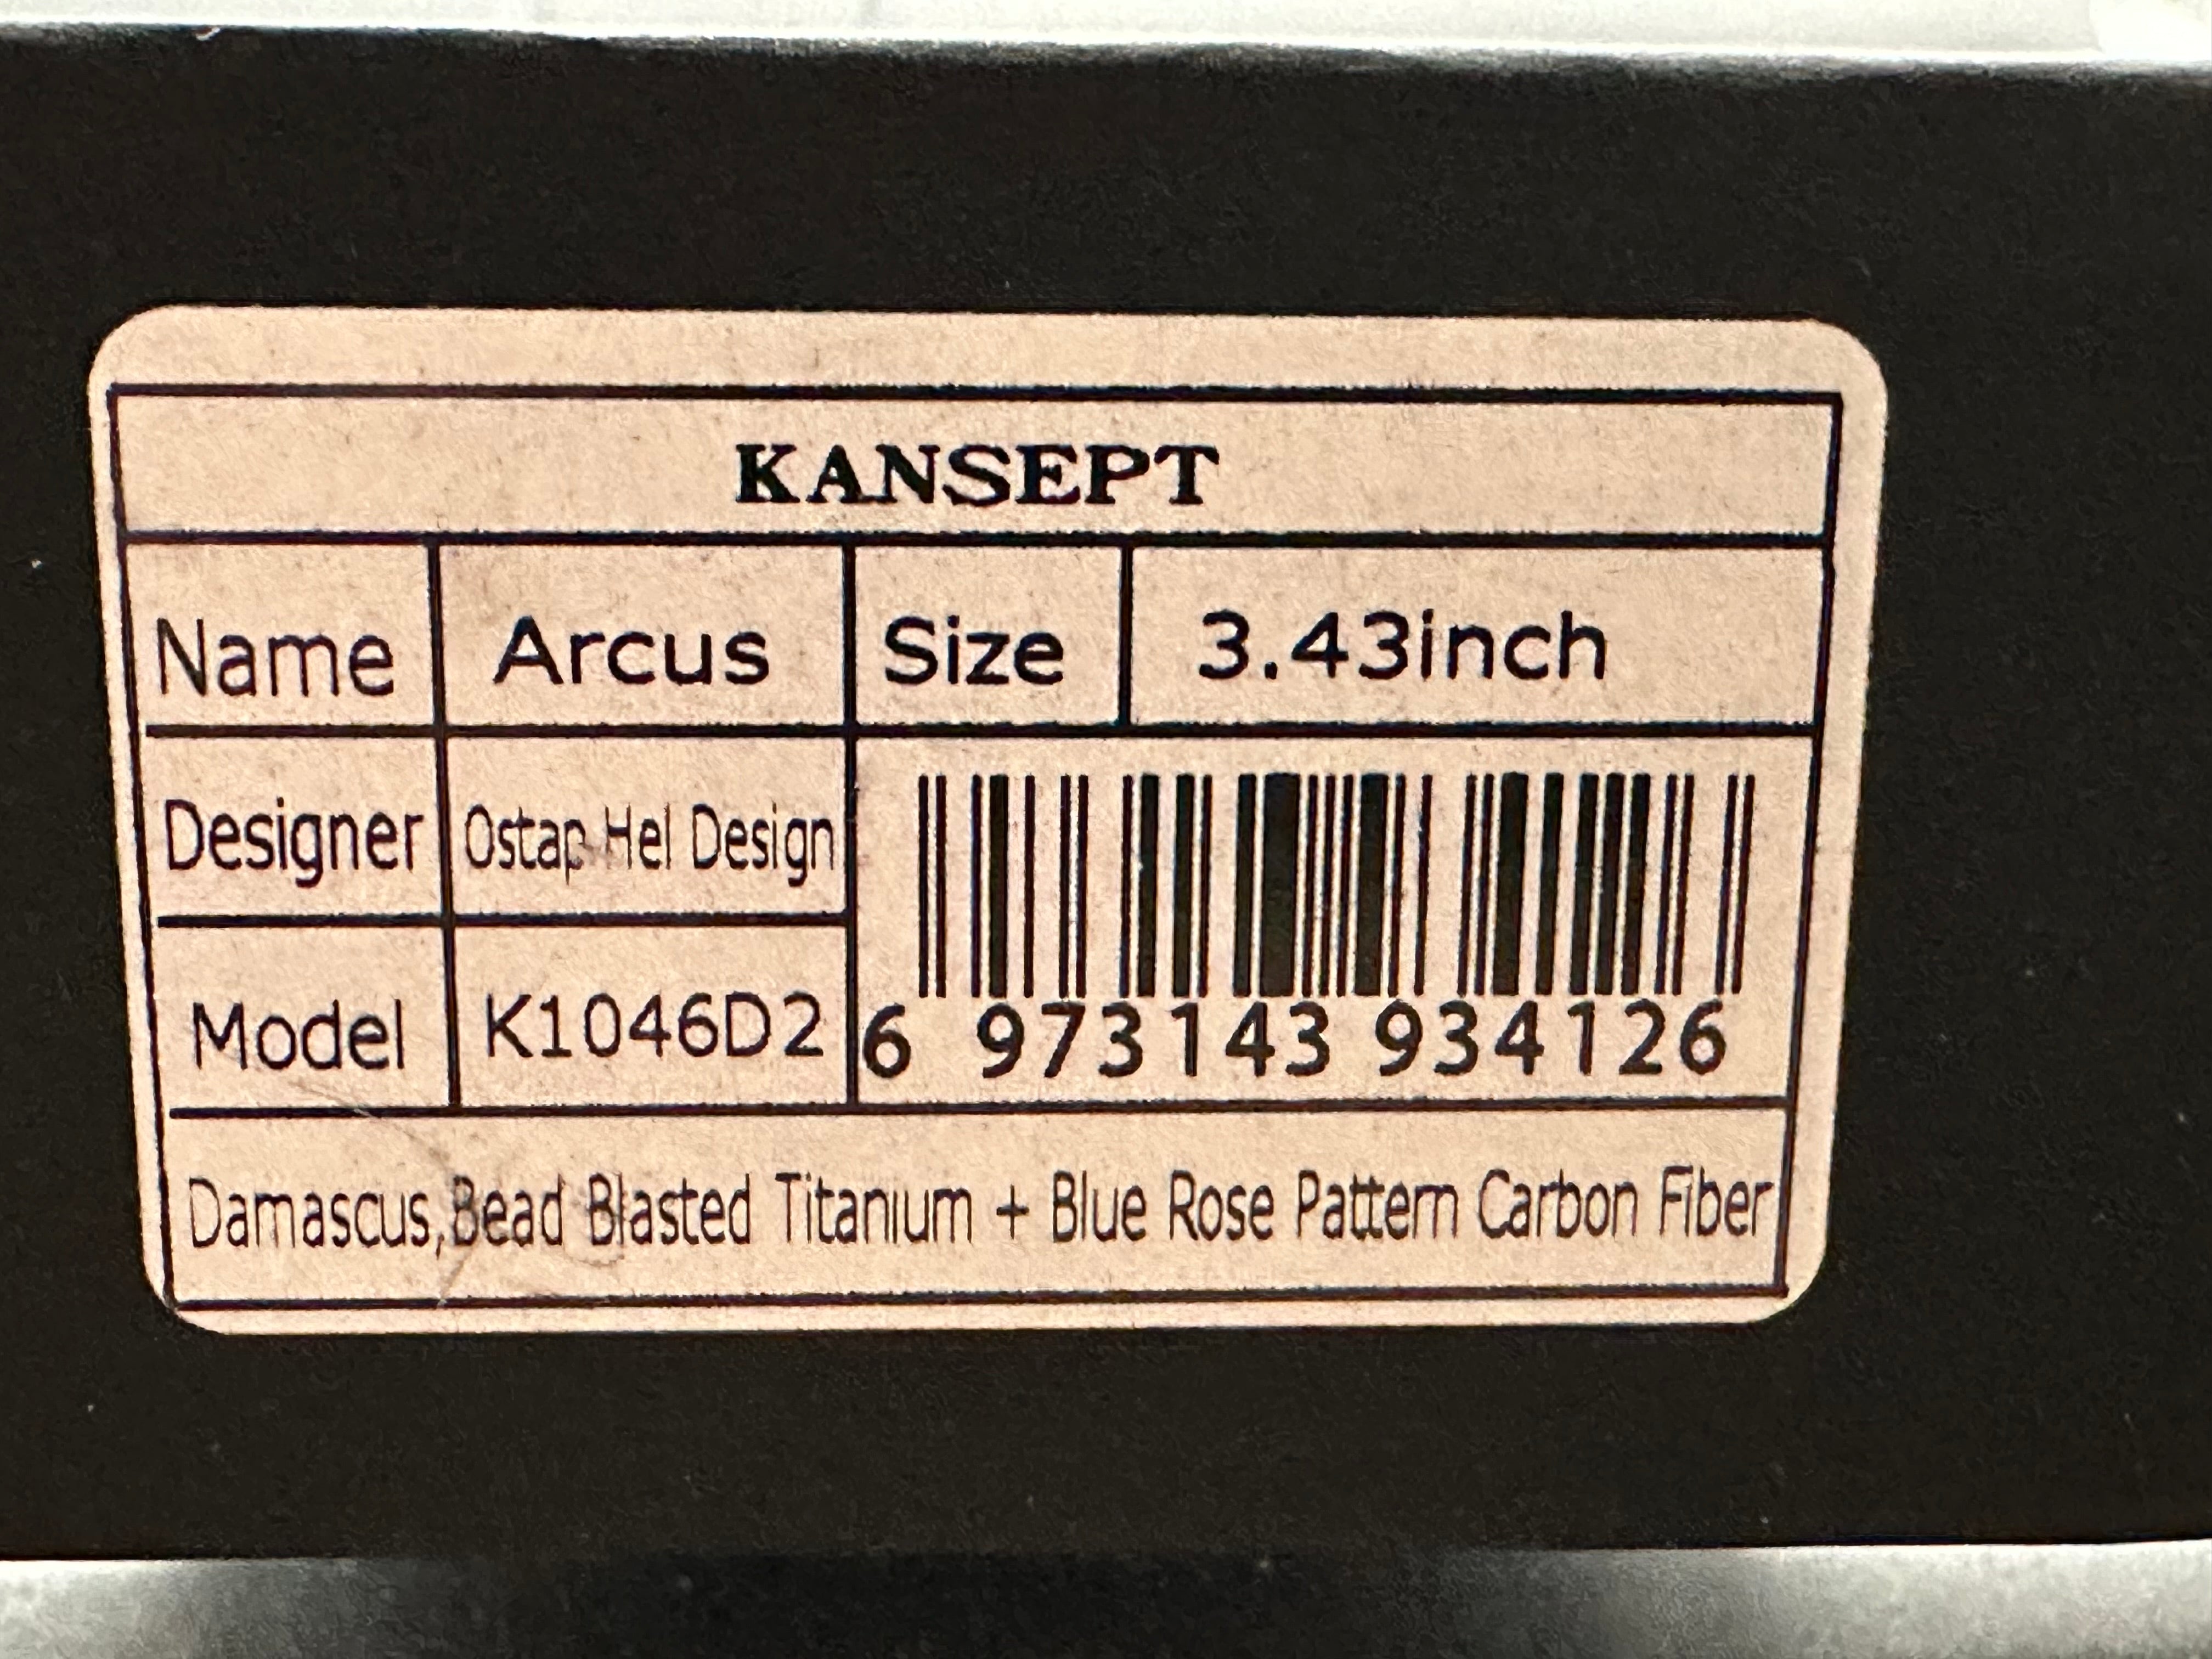 KANSEPT
Name Arcus Size 3.43inch
Designer Ostap Hel Design
Model K1046D2 6 973143 934126
Damascus,Bead Blasted Titanium + Blue Rose Pattern Carbon Fiber